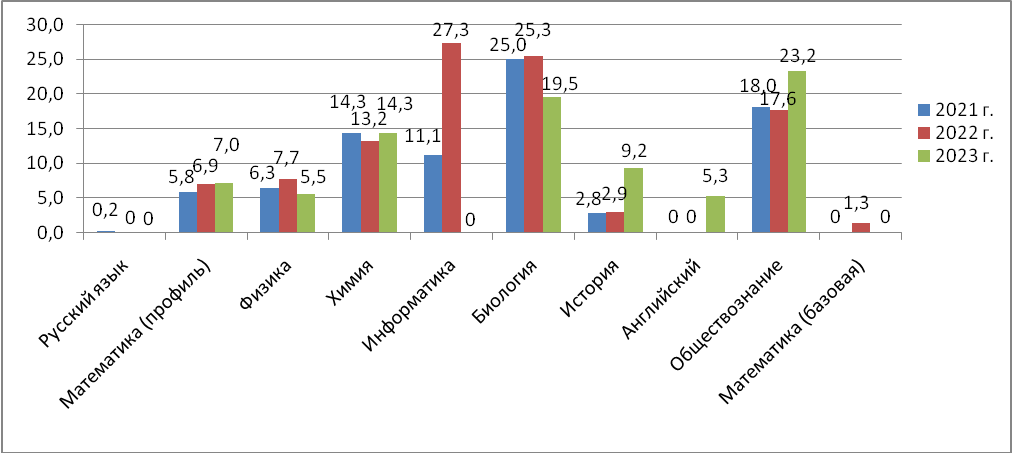 30,0
25,0
20,0
15,0
10,0
5,0
0,0
0,2
0
0
5,8
6,9
7,0
6,3
7,7
5,5
14,3
13,2
14,3
11,1
27,3
0
25,0
25,3
19,5
2,8
2,9
9,2
0
0
5,3
18,0
17,6
23,2
0
1,3
0
Русский язык
Математика (профиль)
Физика
Химия
Информатика
Биология
История
Английский
Обществознание
Математика (базовая)
2021 г.
2022 г.
2023 г.